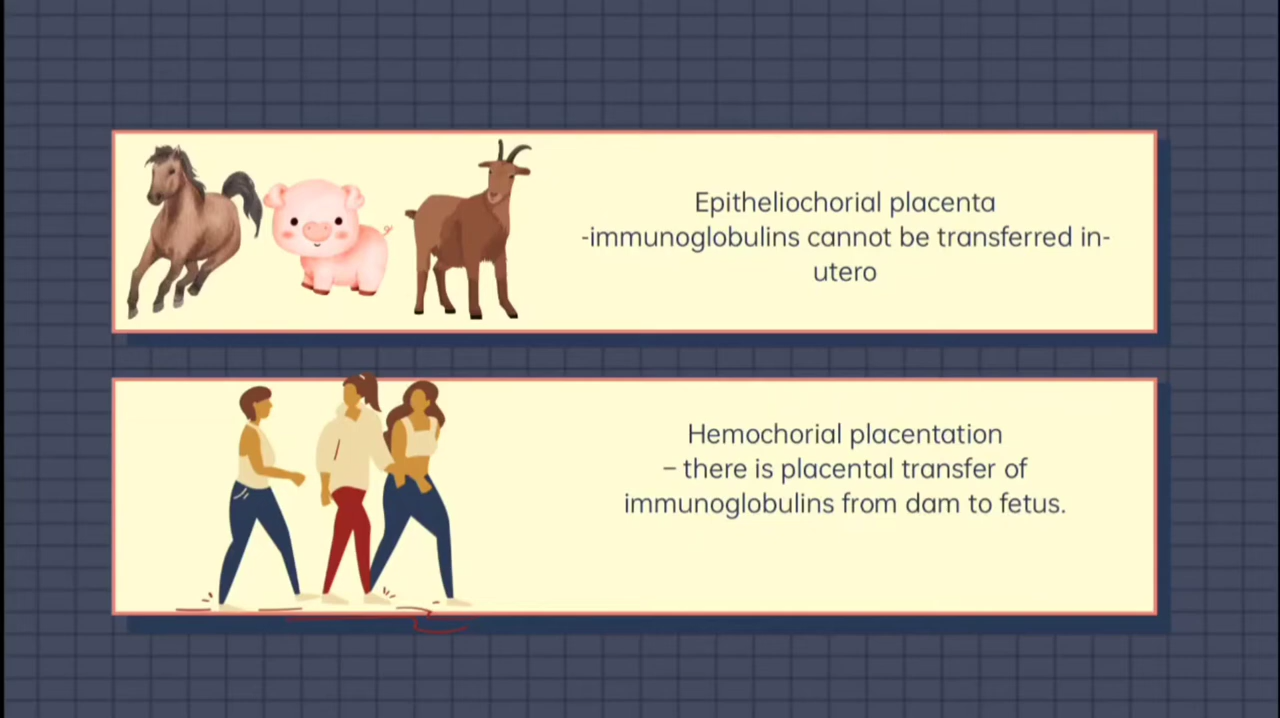 Epitheliochorial placenta
-immunoglobulins cannot be transferred in-
utero
Hemochorial placentation
– there is placental transfer of
immunoglobulins from dam to fetus.